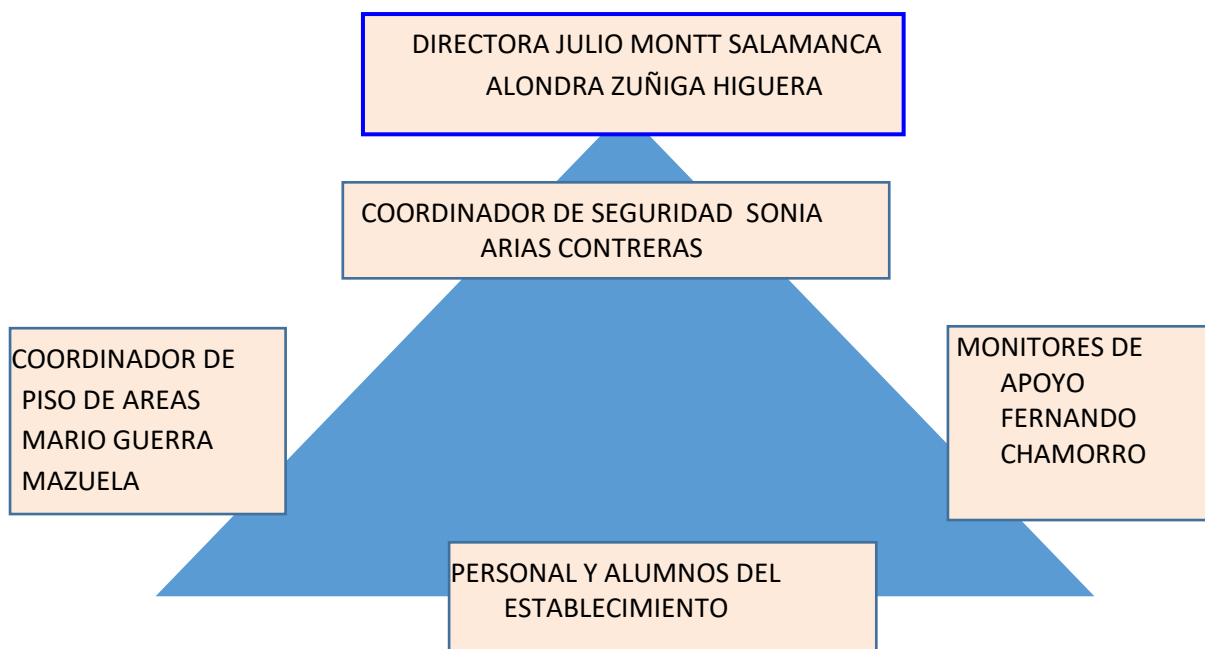 DIRECTORA JULIO MONTT SALAMANCA
ALONDRA ZUÑIGA HIGUERA
COORDINADOR DE SEGURIDAD SONIA
ARIAS CONTRERAS
COORDINADOR DE
PISO DE AREAS
MARIO GUERRA
MAZUELA
MONITORES DE
APOYO
FERNANDO
CHAMORRO
PERSONAL Y ALUMNOS DEL
ESTABLECIMIENTO